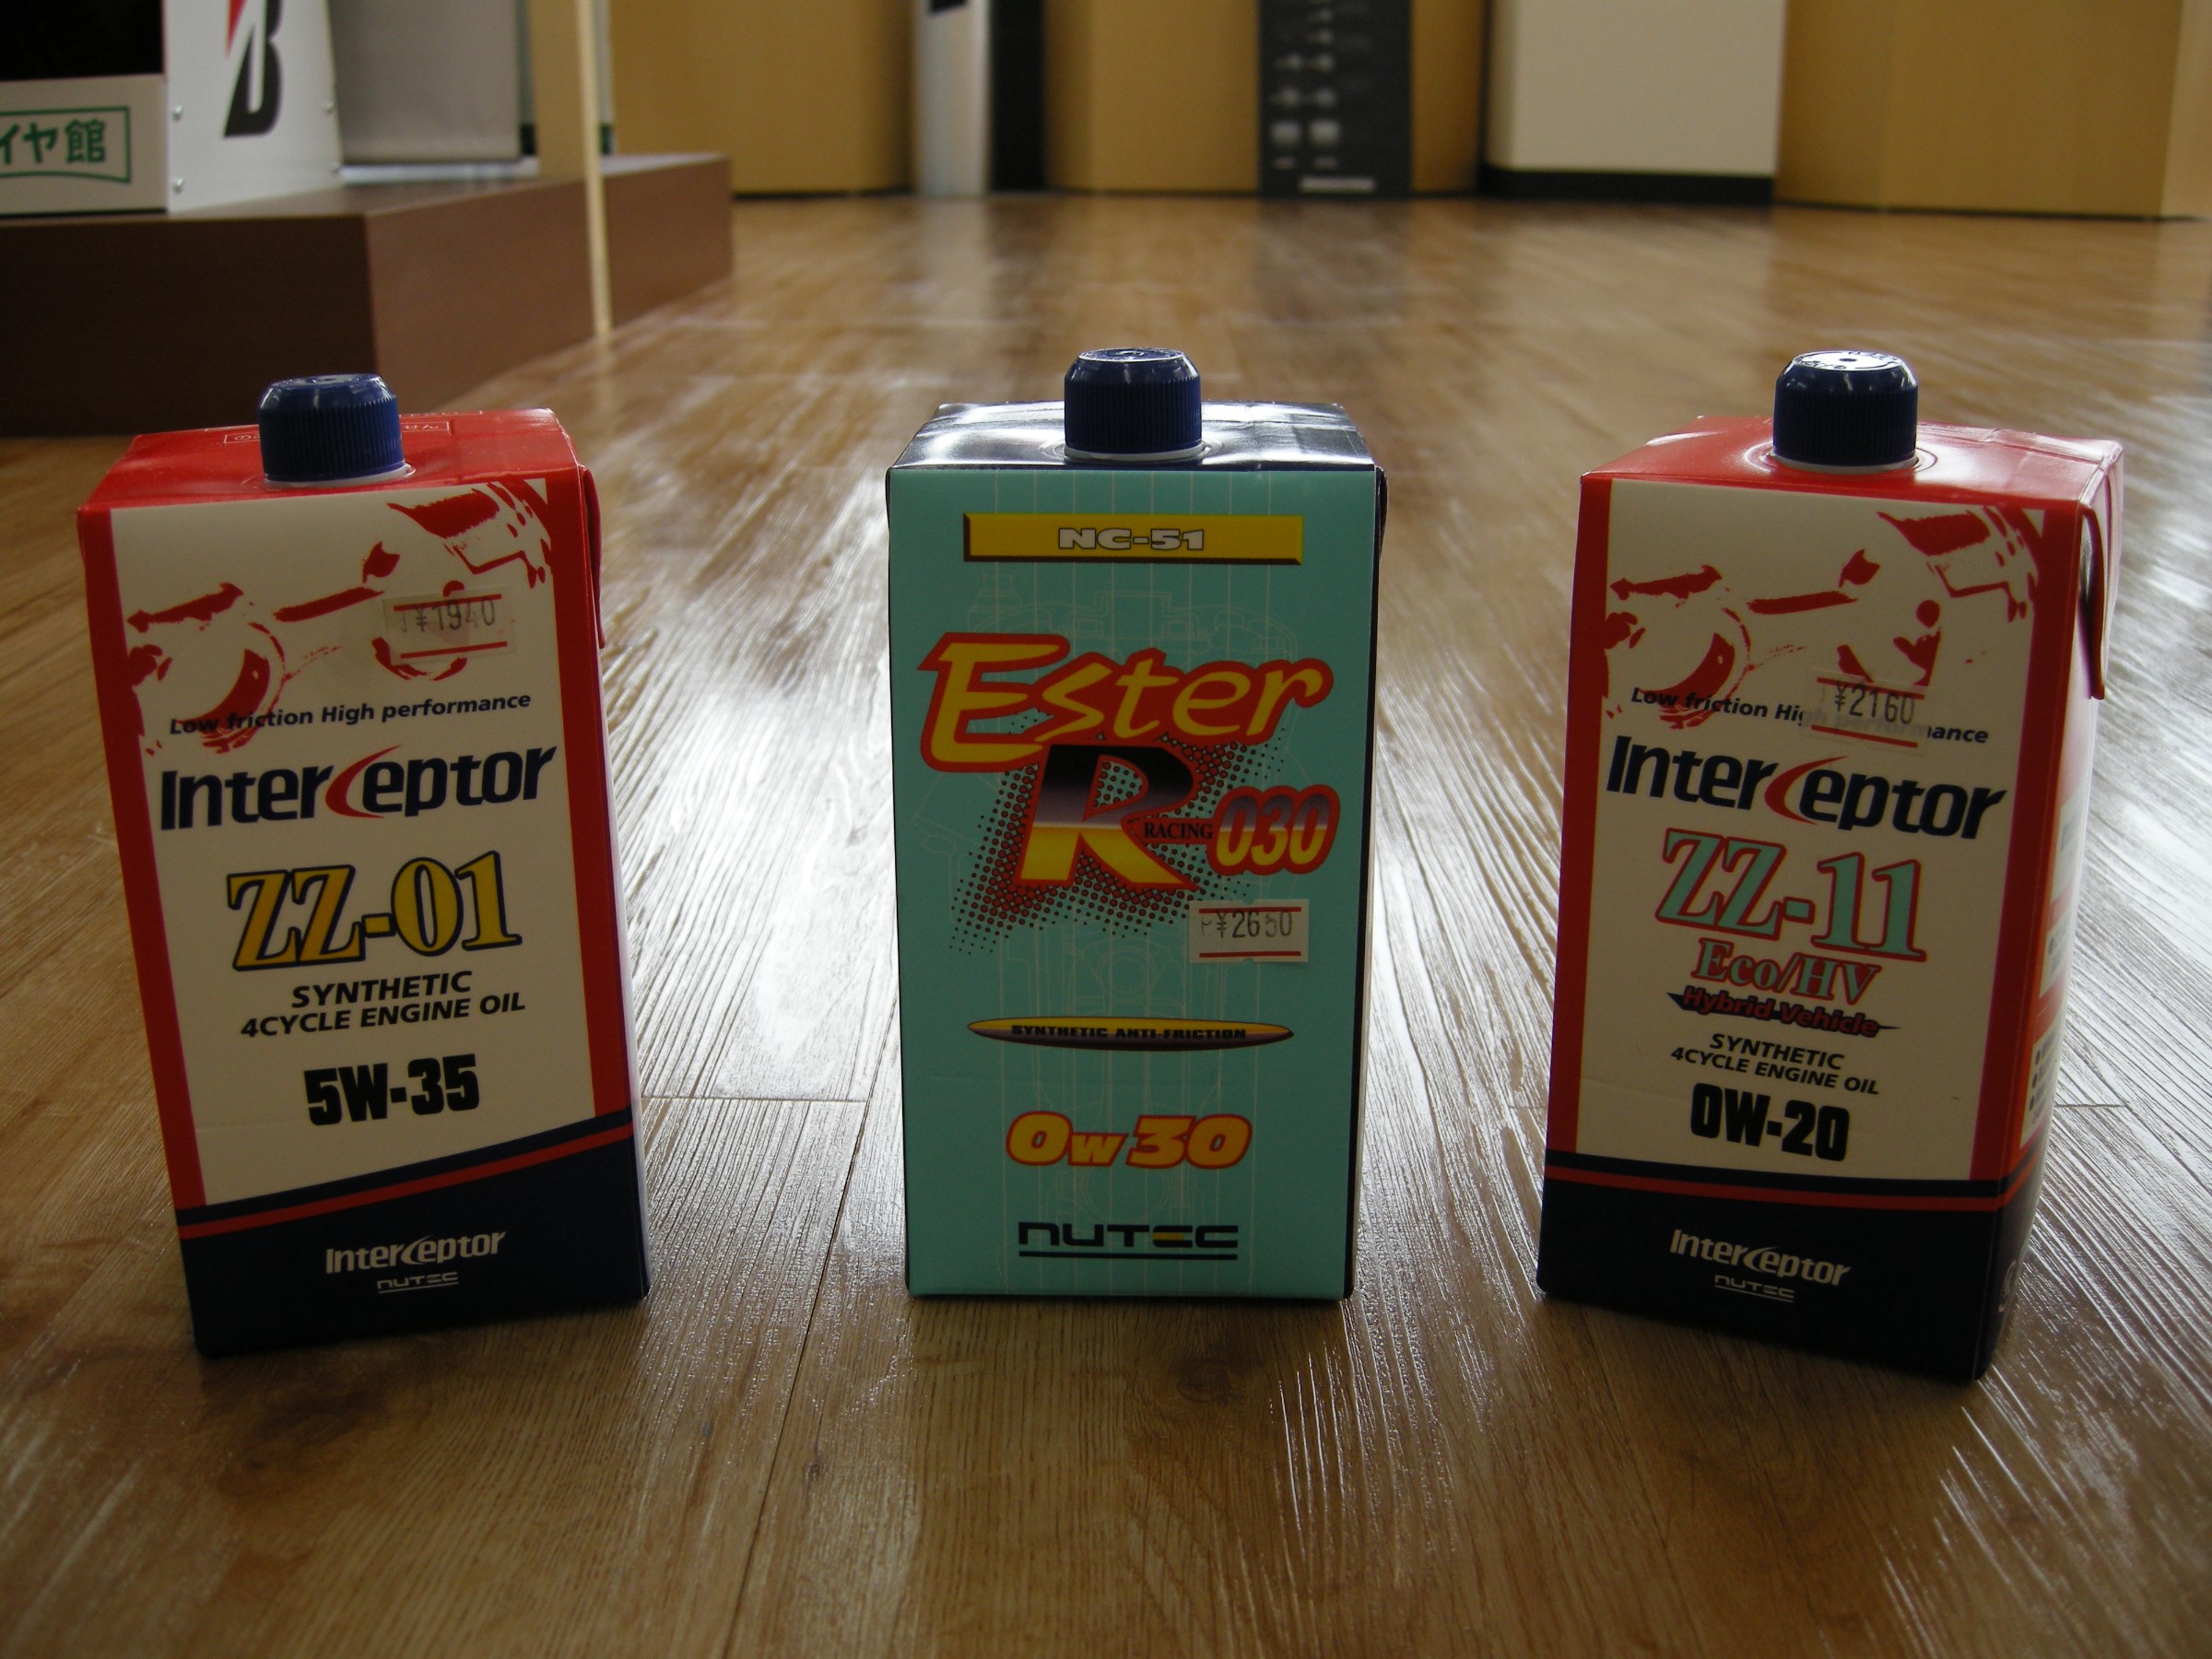 イヤ館
B
¥1940
Low friction High performance
Interceptor
ZZ-01
SYNTHETIC
4CYCLE ENGINE OIL
5W-35
Interceptor
nutec
NC-51
Ester
R RACING 030
¥2650
SYNTHETIC ANTI-FRICTION
0w30
nutec
¥2160
Low friction High performance
Interceptor
ZZ-11
Eco/HV
Hybrid Vehicle
SYNTHETIC
4CYCLE ENGINE OIL
0W-20
Interceptor
nutec